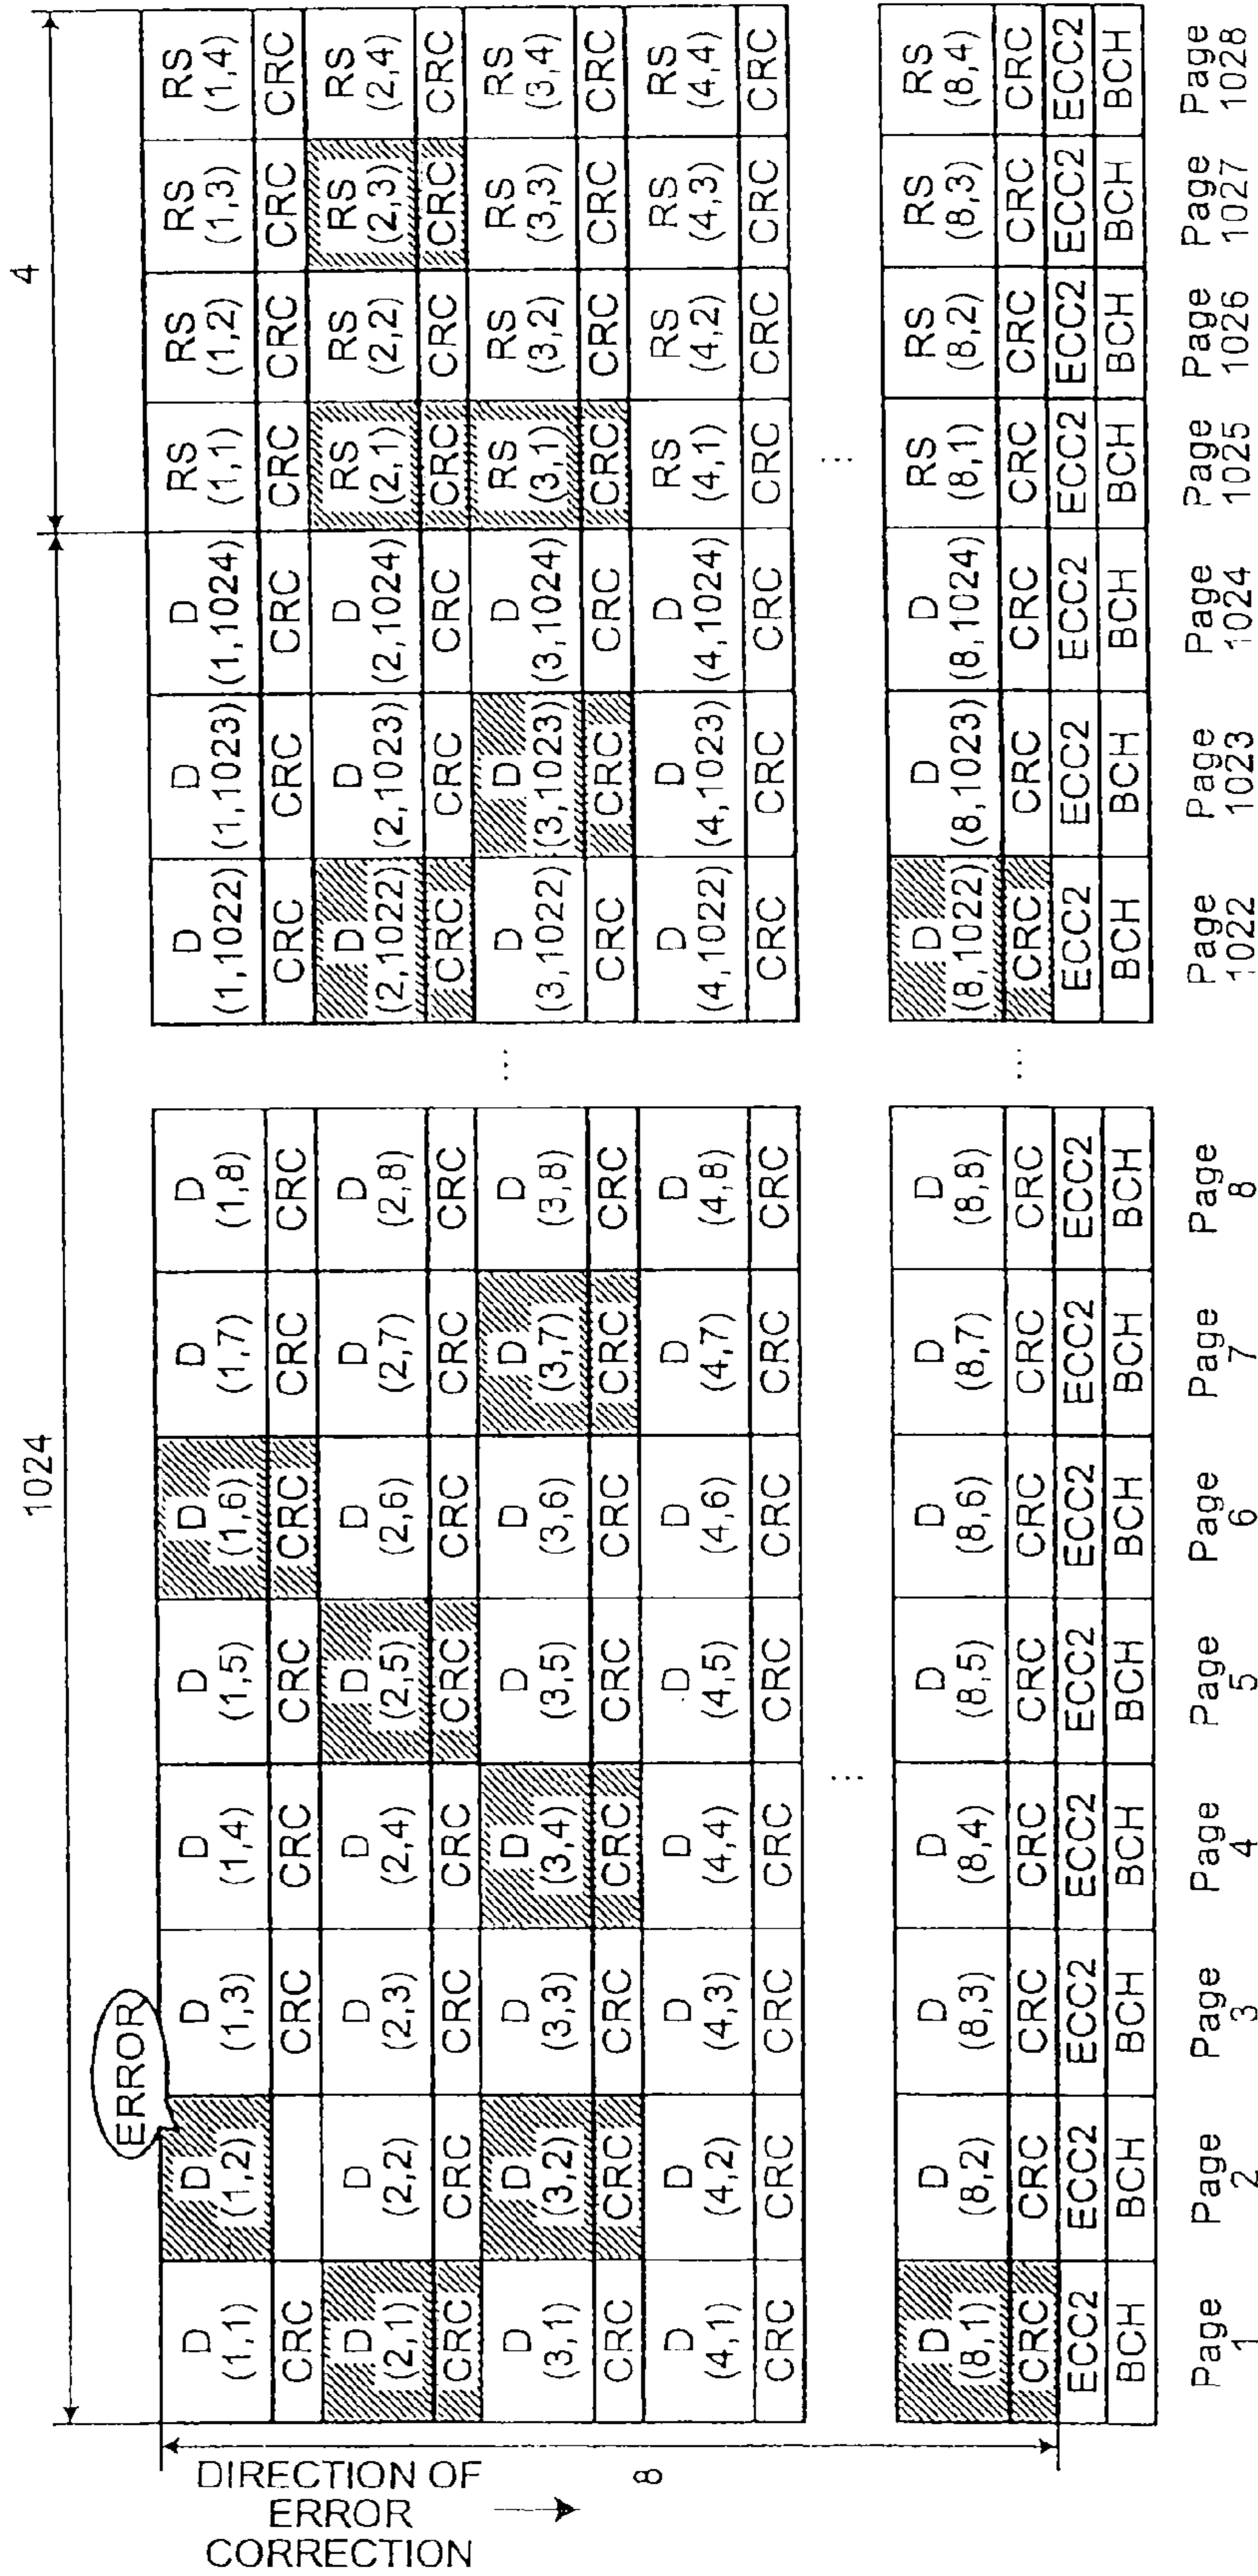 1024 4
ERROR
D D D D D D D D D D D RS RS RS RS
(1,1) (1,2) (1,3) (1,4) (1,5) (1,6) (1,7) (1,8) (1,1022) (1,1023) (1,1024) (1,1) (1,2) (1,3) (1,4)
CRC CRC CRC CRC CRC CRC CRC CRC CRC CRC CRC CRC CRC CRC
D D D D D D D D D D D RS RS RS RS
(2,1) (2,2) (2,3) (2,4) (2,5) (2,6) (2,7) (2,8) (2,1022) (2,1023) (2,1024) (2,1) (2,2) (2,3) (2,4)
CRC CRC CRC CRC CRC CRC CRC CRC CRC CRC CRC CRC CRC CRC CRC
D D D D D D D D D D D RS RS RS RS
(3,1) (3,2) (3,3) (3,4) (3,5) (3,6) (3,7) (3,8) ... (3,1022) (3,1023) (3,1024) (3,1) (3,2) (3,3) (3,4)
CRC CRC CRC CRC CRC CRC CRC CRC CRC CRC CRC CRC CRC CRC CRC
D D D D D D D D D D D RS RS RS RS
(4,1) (4,2) (4,3) (4,4) (4,5) (4,6) (4,7) (4,8) (4,1022) (4,1023) (4,1024) (4,1) (4,2) (4,3) (4,4)
CRC CRC CRC CRC CRC CRC CRC CRC CRC CRC CRC CRC CRC CRC CRC
... ...
D D D D D D D D D D D RS RS RS RS
(8,1) (8,2) (8,3) (8,4) (8,5) (8,6) (8,7) (8,8) (8,1022) (8,1023) (8,1024) (8,1) (8,2) (8,3) (8,4)
CRC CRC CRC CRC CRC CRC CRC CRC ... CRC CRC CRC CRC CRC CRC CRC
ECC2 ECC2 ECC2 ECC2 ECC2 ECC2 ECC2 ECC2 ECC2 ECC2 ECC2 ECC2 ECC2 ECC2 ECC2
BCH BCH BCH BCH BCH BCH BCH BCH BCH BCH BCH BCH BCH BCH BCH
Page Page Page Page Page Page Page Page Page Page Page Page Page Page Page
1 2 3 4 5 6 7 8 1022 1023 1024 1025 1026 1027 1028
DIRECTION OF
ERROR
CORRECTION
8